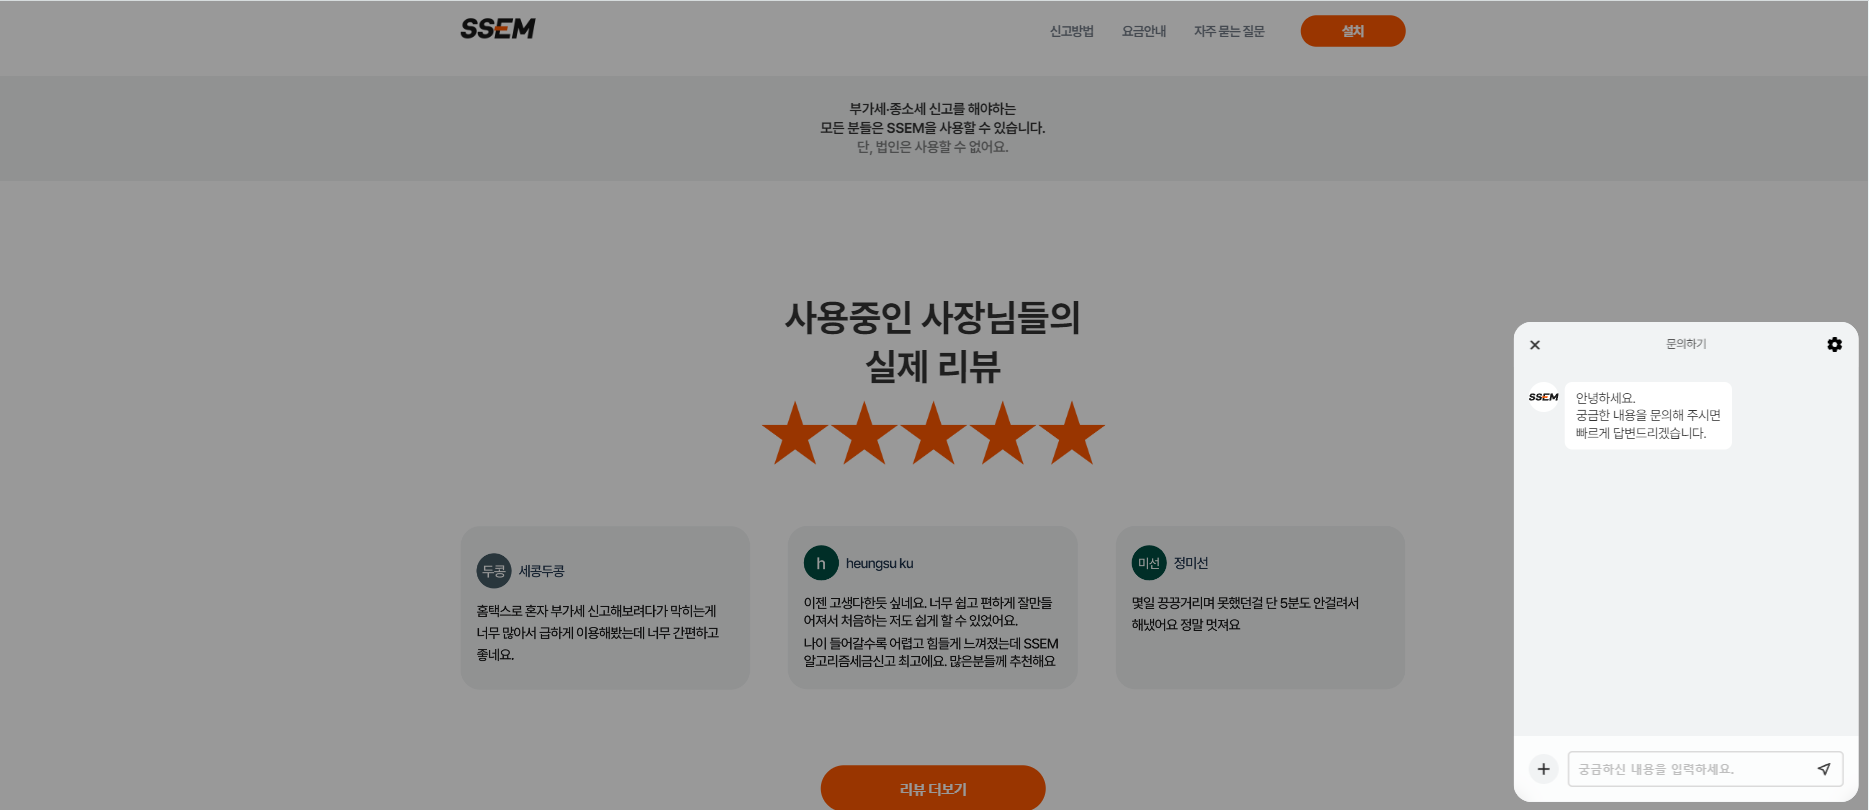 SSEM
신고방법
요금안내
자주 묻는 질문
설치
부가세·종소세 신고를 해야하는
모든 분들은 SSEM을 사용할 수 있습니다.
단, 법인은 사용할 수 없어요.
사용중인 사장님들의
실제 리뷰
두콩 세콩두콩
홈택스로 혼자 부가세 신고해보려다가 막히는게
너무 많아서 급하게 이용해봤는데 너무 간편하고
좋네요.
h heungsu ku
이젠 고생다한듯 싶네요. 너무 쉽고 편하게 잘만들
어져서 처음하는 저도 쉽게 할 수 있었어요.
나이 들어갈수록 어렵고 힘들게 느껴졌는데 SSEM
알고리즘세금신고 최고에요. 많은분들께 추천해요
미선 정미선
몇일 끙끙거리며 못했던걸 단 5분도 안걸려서
해냈어요 정말 멋져요
리뷰 더보기
문의하기
SSEM
안녕하세요.
궁금한 내용을 문의해 주시면
빠르게 답변드리겠습니다.
궁금하신 내용을 입력하세요.